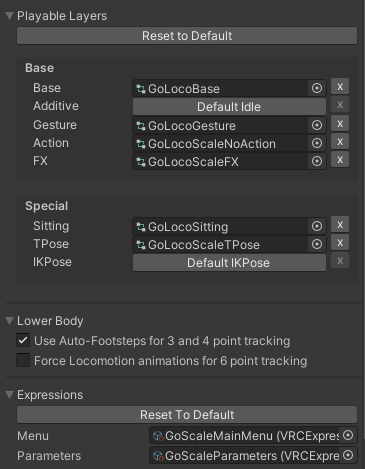 Playable Layers
Reset to Default
Base
Base GoLocoBase x
Additive Default Idle x
Gesture GoLocoGesture x
Action GoLocoScaleNoAction x
FX GoLocoScaleFX x
Special
Sitting GoLocoSitting x
TPose GoLocoScaleTPose x
IKPose Default IKPose x
Lower Body
Use Auto-Footsteps for 3 and 4 point tracking
Force Locomotion animations for 6 point tracking
Expressions
Reset To Default
Menu GoScaleMainMenu (VRCExpres
Parameters GoScaleParameters (VRCExpre